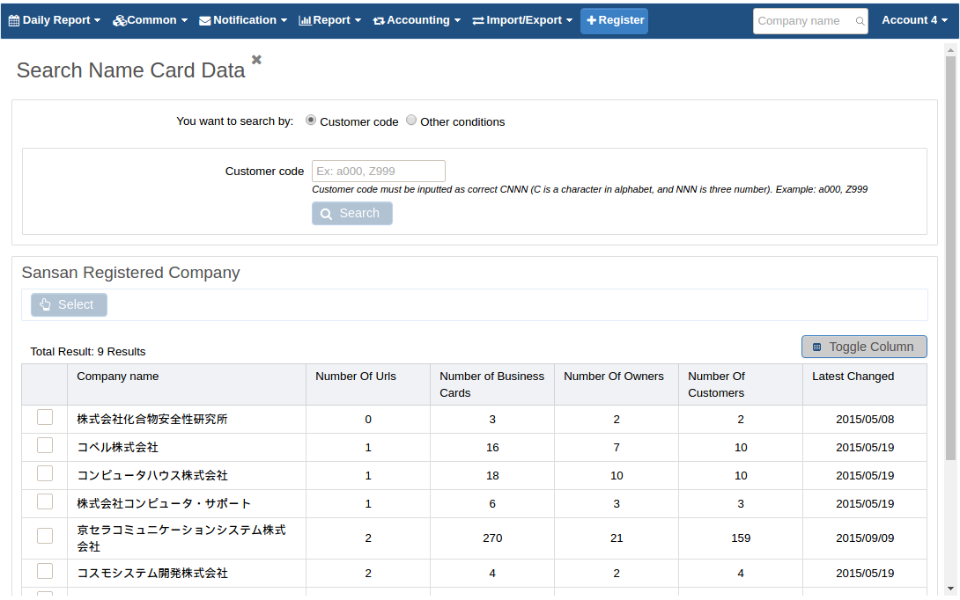 Daily Report Common Notification Report Accounting Import/Export Register Company name Account 4
Search Name Card Data
You want to search by: Customer code Other conditions
Customer code Ex: a000, Z999
Customer code must be inputted as correct CNNN (C is a character in alphabet, and NNN is three number). Example: a000, Z999
Search
Sansan Registered Company
Select
Total Result: 9 Results Toggle Column
Company name Number Of Urls Number of Business Cards Number Of Owners Number Of Customers Latest Changed
株式会社化合物安全性研究所 0 3 2 2 2015/05/08
コベル株式会社 1 16 7 10 2015/05/19
コンピュータハウス株式会社 1 18 10 10 2015/05/19
株式会社コンピュータ・サポート 1 6 3 3 2015/05/19
京セラコミュニケーションシステム株式会社 2 270 21 159 2015/09/09
コスモシステム開発株式会社 2 4 2 4 2015/05/19